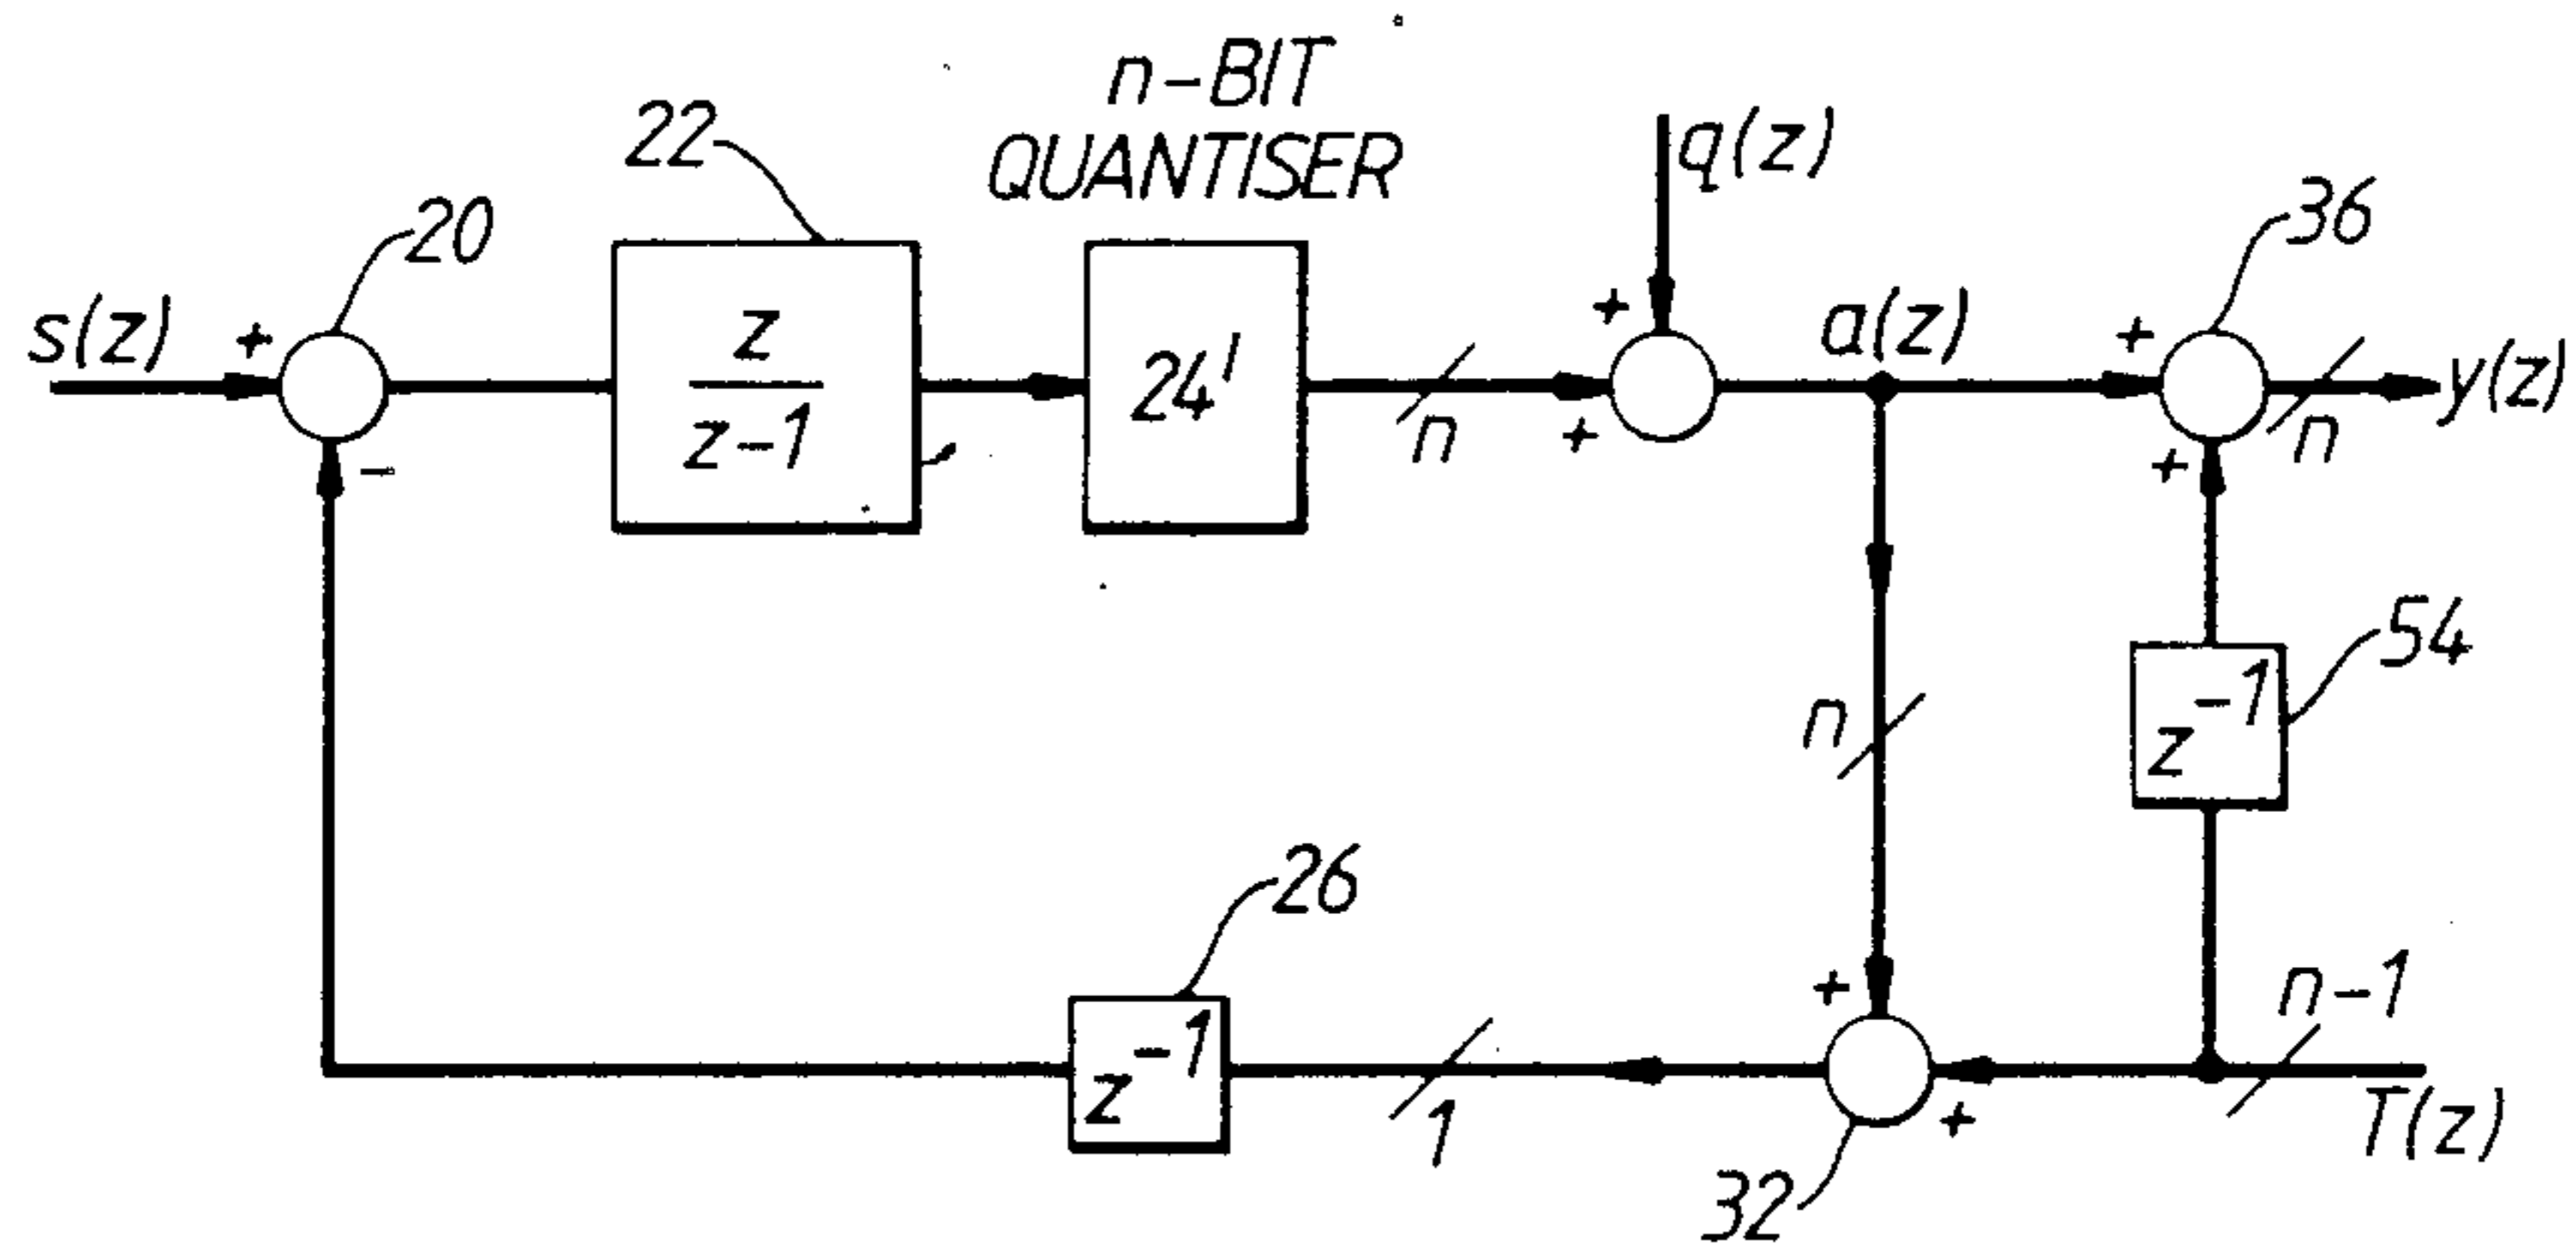 n-BIT
QUANTISER
22
q(z)
20
36
s(z)
+
z
z-1
24'
+
+
a(z)
+
y(z)
n
n
-
+
54
n
z⁻¹
26
+
n-1
z⁻¹
1
+
T(z)
32